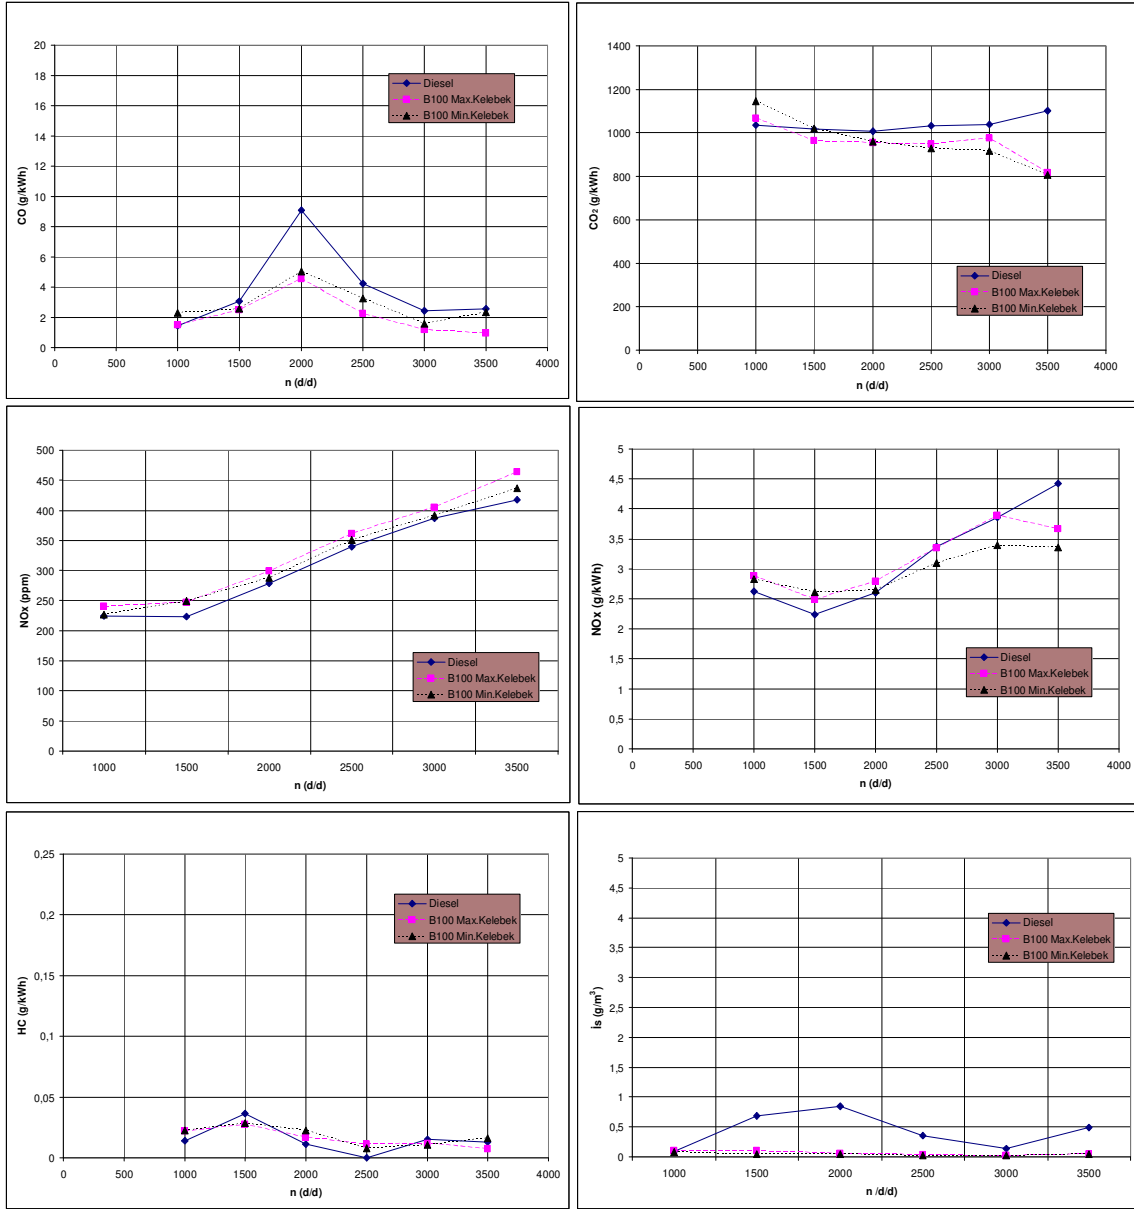 20
18
16
14
12
10
8
6
4
2
0
CO (g/kWh)
Diesel
B100 Max.Kelebek
B100 Min.Kelebek
0 500 1000 1500 2000 2500 3000 3500 4000
n (d/d)
1400
1200
1000
800
600
400
200
0
CO₂ (g/kWh)
Diesel
B100 Max.Kelebek
B100 Min.Kelebek
0 500 1000 1500 2000 2500 3000 3500 4000
n (d/d)
500
450
400
350
300
250
200
150
100
50
0
NOx (ppm)
Diesel
B100 Max.Kelebek
B100 Min.Kelebek
1000 1500 2000 2500 3000 3500
n (d/d)
5
4,5
4
3,5
3
2,5
2
1,5
1
0,5
0
NOx (g/kWh)
Diesel
B100 Max.Kelebek
B100 Min.Kelebek
0 500 1000 1500 2000 2500 3000 3500 4000
n (d/d)
0,25
0,2
0,15
0,1
0,05
0
HC (g/kWh)
Diesel
B100 Max.Kelebek
B100 Min.Kelebek
0 500 1000 1500 2000 2500 3000 3500 4000
n (d/d)
5
4,5
4
3,5
3
2,5
2
1,5
1
0,5
0
İs (g/m³)
Diesel
B100 Max.Kelebek
B100 Min.Kelebek
1000 1500 2000 2500 3000 3500
n /d/d)